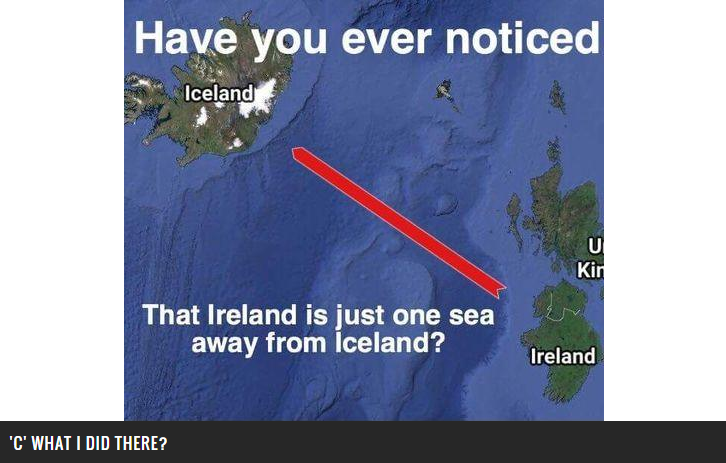 Have you ever noticed
Iceland
U
Kin
That Ireland is just one sea
away from Iceland?
Ireland
'C' WHAT I DID THERE?